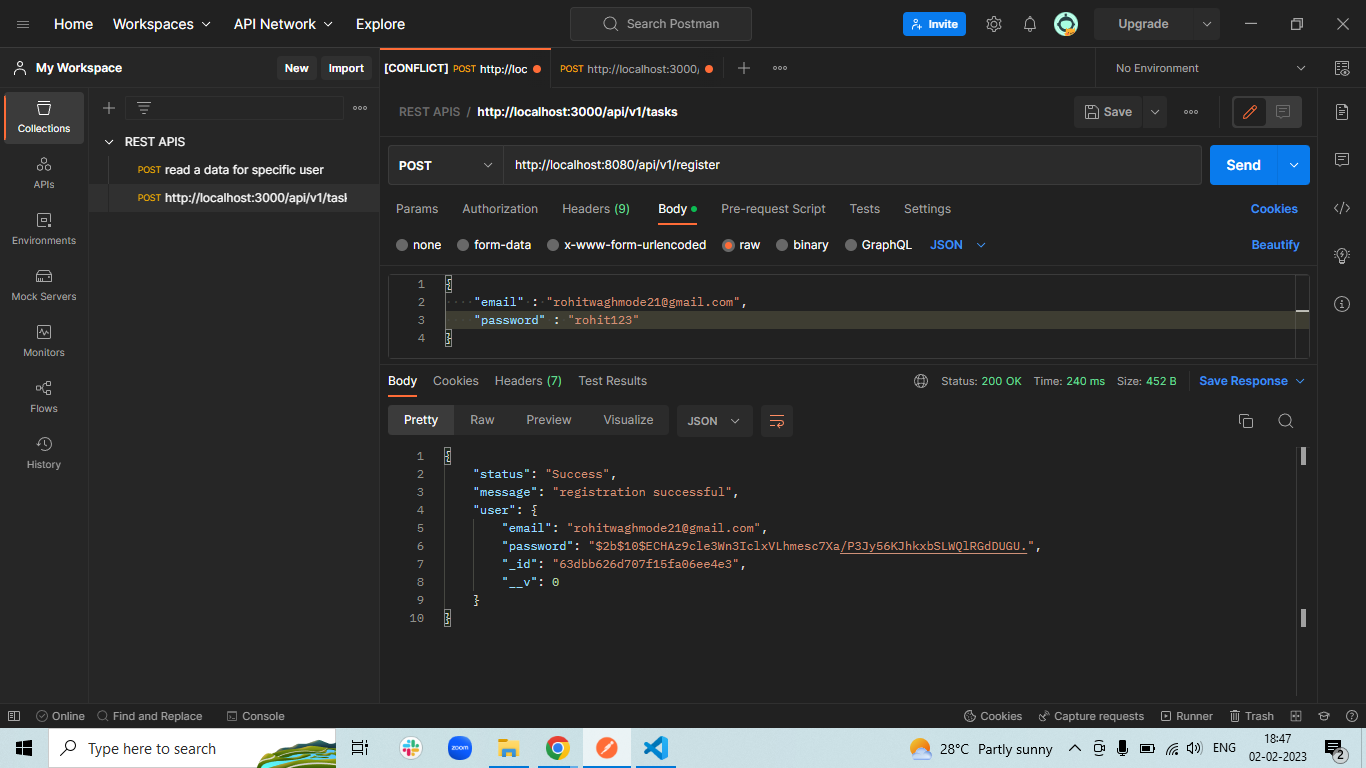 Home Workspaces API Network Explore Search Postman Invite Upgrade
My Workspace New Import [CONFLICT] POST http://loc POST http://localhost:3000/ No Environment
Collections
APIs
Environments
Mock Servers
Monitors
Flows
History
REST APIS
POST read a data for specific user
POST http://localhost:3000/api/v1/task
REST APIS / http://localhost:3000/api/v1/tasks Save
POST http://localhost:8080/api/v1/register Send
Params Authorization Headers (9) Body Pre-request Script Tests Settings Cookies
none form-data x-www-form-urlencoded raw binary GraphQL JSON Beautify
1 {
2 "email" : "rohitwaghmode21@gmail.com",
3 "password" : "rohit123"
4 }
Body Cookies Headers (7) Test Results Status: 200 OK Time: 240 ms Size: 452 B Save Response
Pretty Raw Preview Visualize JSON
1 {
2 "status": "Success",
3 "message": "registration successful",
4 "user": {
5 "email": "rohitwaghmode21@gmail.com",
6 "password": "$2b$10$ECHAz9cle3Wn3IclxVLhmesc7Xa/P3Jy56KJhkxbSLWQlRGdDUGU.",
7 "_id": "63dbb626d707f15fa06ee4e3",
8 "__v": 0
9 }
10 }
Online Find and Replace Console Cookies Capture requests Runner Trash
Type here to search zoom 28°C Partly sunny ENG 18:47
02-02-2023 2